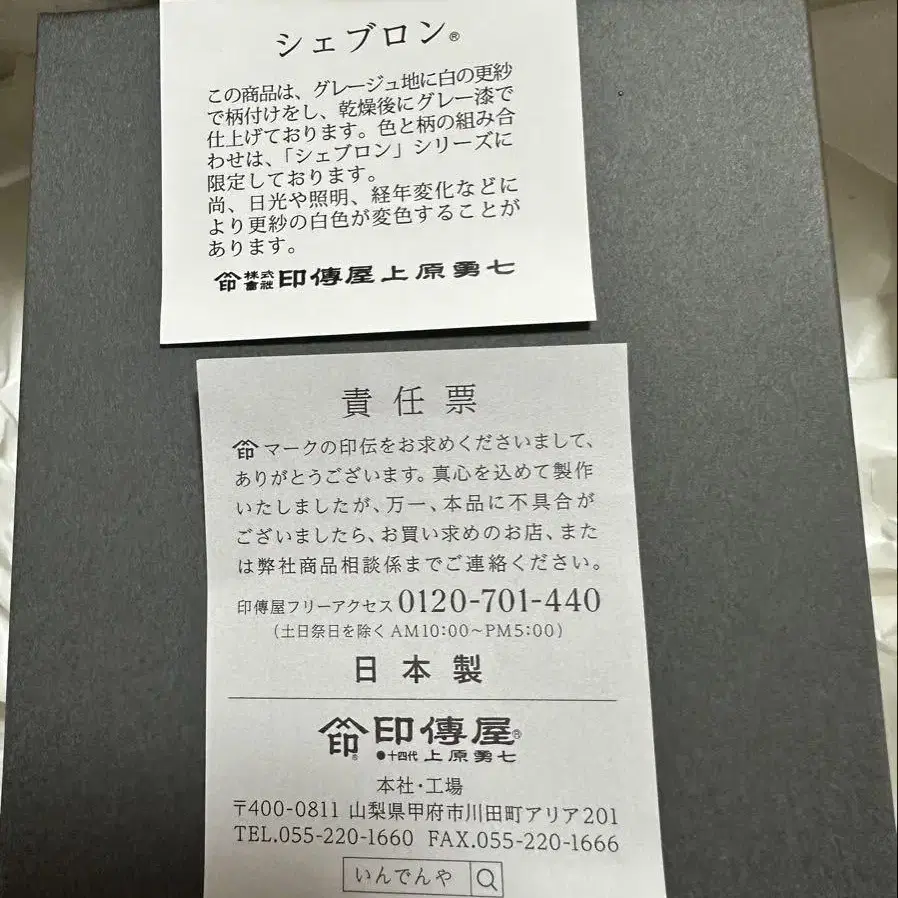 シェブロン®
この商品は、グレージュ地に白の更紗
で柄付けをし、乾燥後にグレー漆で
仕上げております。色と柄の組み合
わせは、「シェブロン」シリーズに
限定しております。
尚、日光や照明、経年変化などに
より更紗の白色が変色することが
あります。
印 株式會社 印傳屋上原勇七
責任票
印 マークの印伝をお求めくださいまして、
ありがとうございます。真心を込めて製作
いたしましたが、万一、本品に不具合が
ございましたら、お買い求めのお店、また
は弊社商品相談係までご連絡ください。
印傳屋フリーアクセス 0120-701-440
(土日祭日を除く AM10:00～PM5:00)
日本製
印® 印傳屋®
●十四代 上原勇七
本社・工場
〒400-0811 山梨県甲府市川田町アリア201
TEL.055-220-1660 FAX.055-220-1666
いんでんや